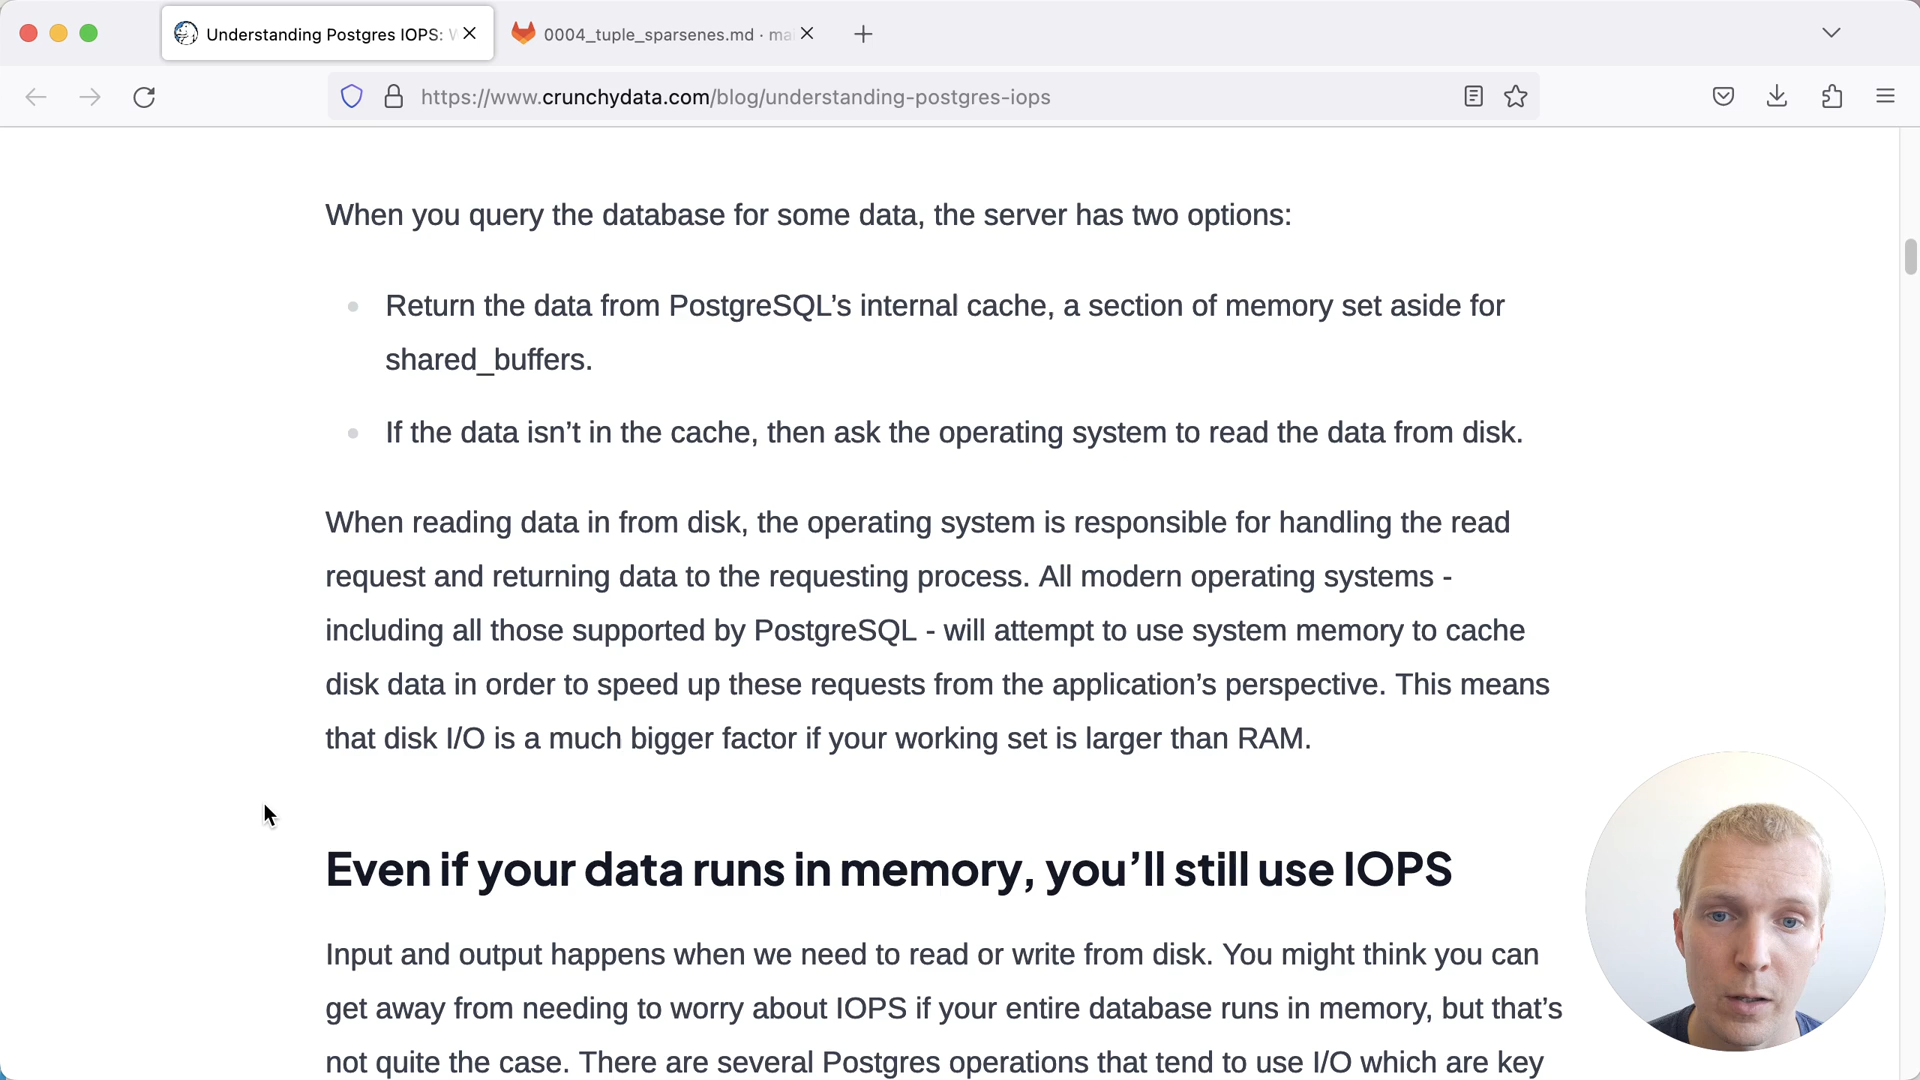 Understanding Postgres IOPS:
0004_tuple_sparsenes.md ·
https://www.crunchydata.com/blog/understanding-postgres-iops
When you query the database for some data, the server has two options:
Return the data from PostgreSQL’s internal cache, a section of memory set aside for
shared_buffers.
If the data isn’t in the cache, then ask the operating system to read the data from disk.
When reading data in from disk, the operating system is responsible for handling the read
request and returning data to the requesting process. All modern operating systems -
including all those supported by PostgreSQL - will attempt to use system memory to cache
disk data in order to speed up these requests from the application’s perspective. This means
that disk I/O is a much bigger factor if your working set is larger than RAM.
Even if your data runs in memory, you’ll still use IOPS
Input and output happens when we need to read or write from disk. You might think you can
get away from needing to worry about IOPS if your entire database runs in memory, but that’s
not quite the case. There are several Postgres operations that tend to use I/O which are key